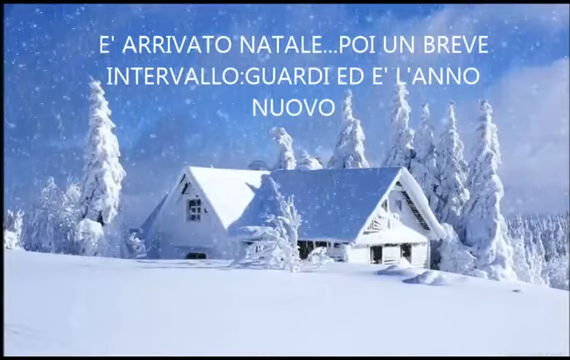 E' ARRIVATO NATALE...POI UN BREVE
INTERVALLO:GUARDI ED E' L'ANNO
NUOVO